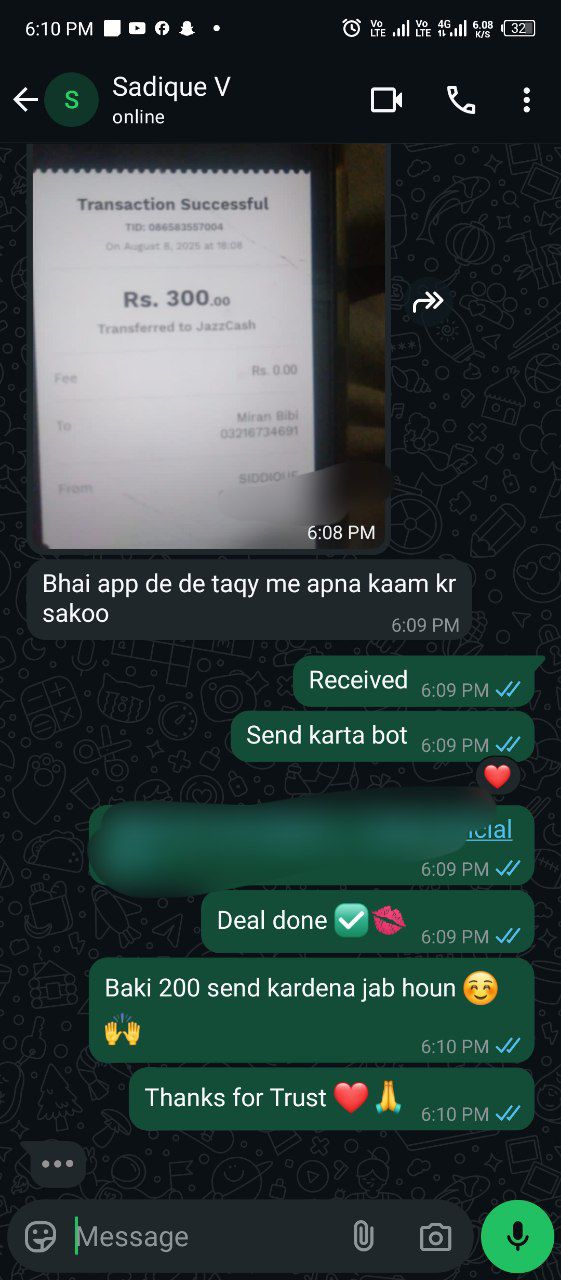 6:10 PM
Vo LTE Vo LTE 4G 6.08 K/S 32
S
Sadique V
online
Transaction Successful
TID: 086583557004
On August 8, 2025 at 18:08
Rs. 300.00
Transferred to JazzCash
Fee Rs. 0.00
To Miran Bibi
03216734691
From SIDDIQUE
6:08 PM
Bhai app de de taqy me apna kaam kr
sakoo
6:09 PM
Received 6:09 PM
Send karta bot 6:09 PM
icial
6:09 PM
Deal done 6:09 PM
Baki 200 send kardena jab houn
6:10 PM
Thanks for Trust 6:10 PM
Message